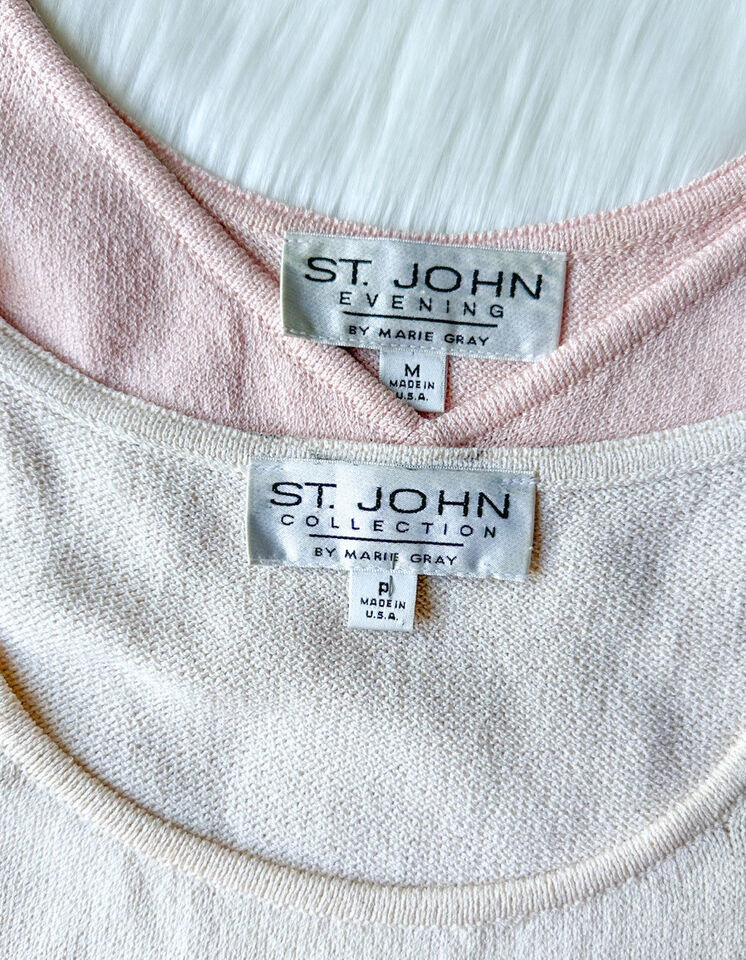 ST. JOHN
EVENING
BY MARIE GRAY
M
MADE IN
U.S.A.
ST. JOHN
COLLECTION
BY MARIE GRAY
P
MADE IN
U.S.A.